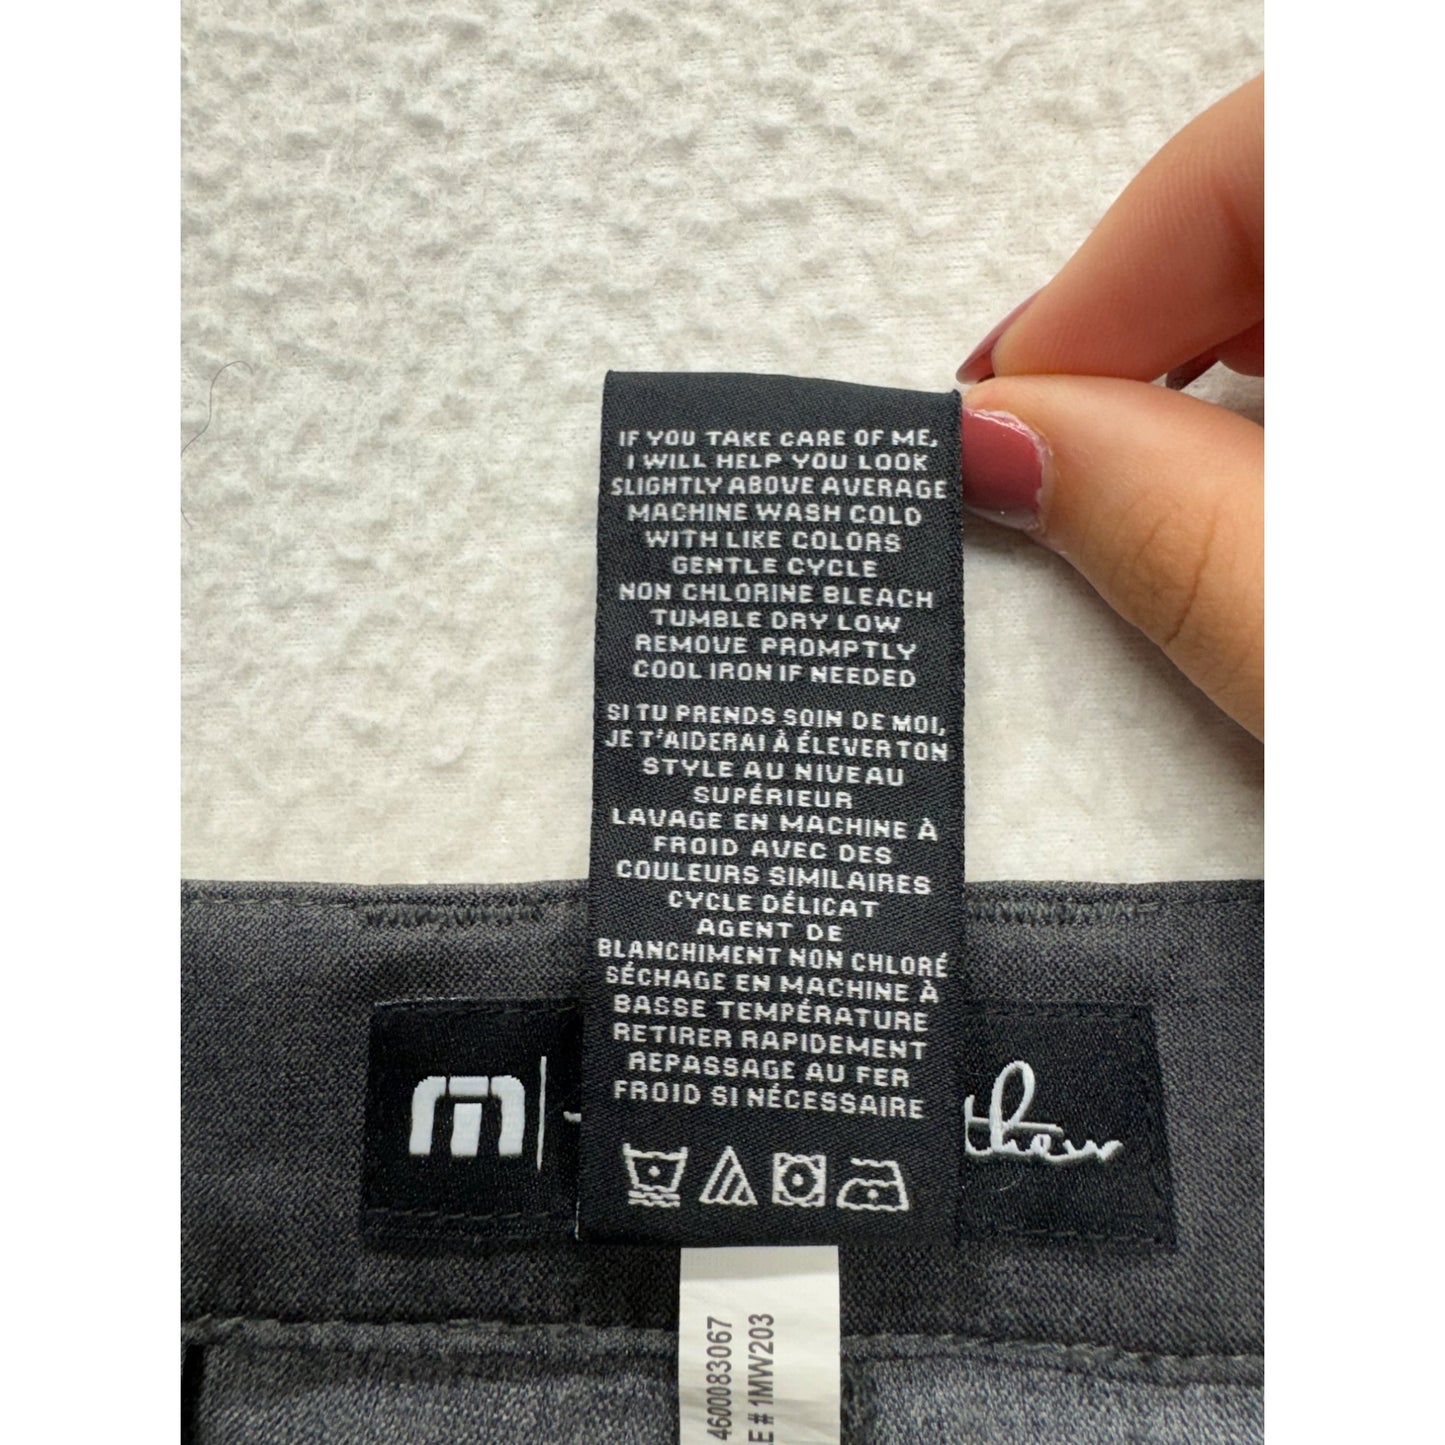 IF YOU TAKE CARE OF ME,
I WILL HELP YOU LOOK
SLIGHTLY ABOVE AVERAGE
MACHINE WASH COLD
WITH LIKE COLORS
GENTLE CYCLE
NON CHLORINE BLEACH
TUMBLE DRY LOW
REMOVE PROMPTLY
COOL IRON IF NEEDED
SI TU PRENDS SOIN DE MOI,
JE T'AIDERAI À ÉLEVER TON
STYLE AU NIVEAU
SUPÉRIEUR
LAVAGE EN MACHINE À
FROID AVEC DES
COULEURS SIMILAIRES
CYCLE DÉLICAT
AGENT DE
BLANCHIMENT NON CHLORÉ
SÉCHAGE EN MACHINE À
BASSE TEMPÉRATURE
RETIRER RAPIDEMENT
REPASSAGE AU FER
FROID SI NÉCESSAIRE
m
thew
4600083067
E # 1MW203